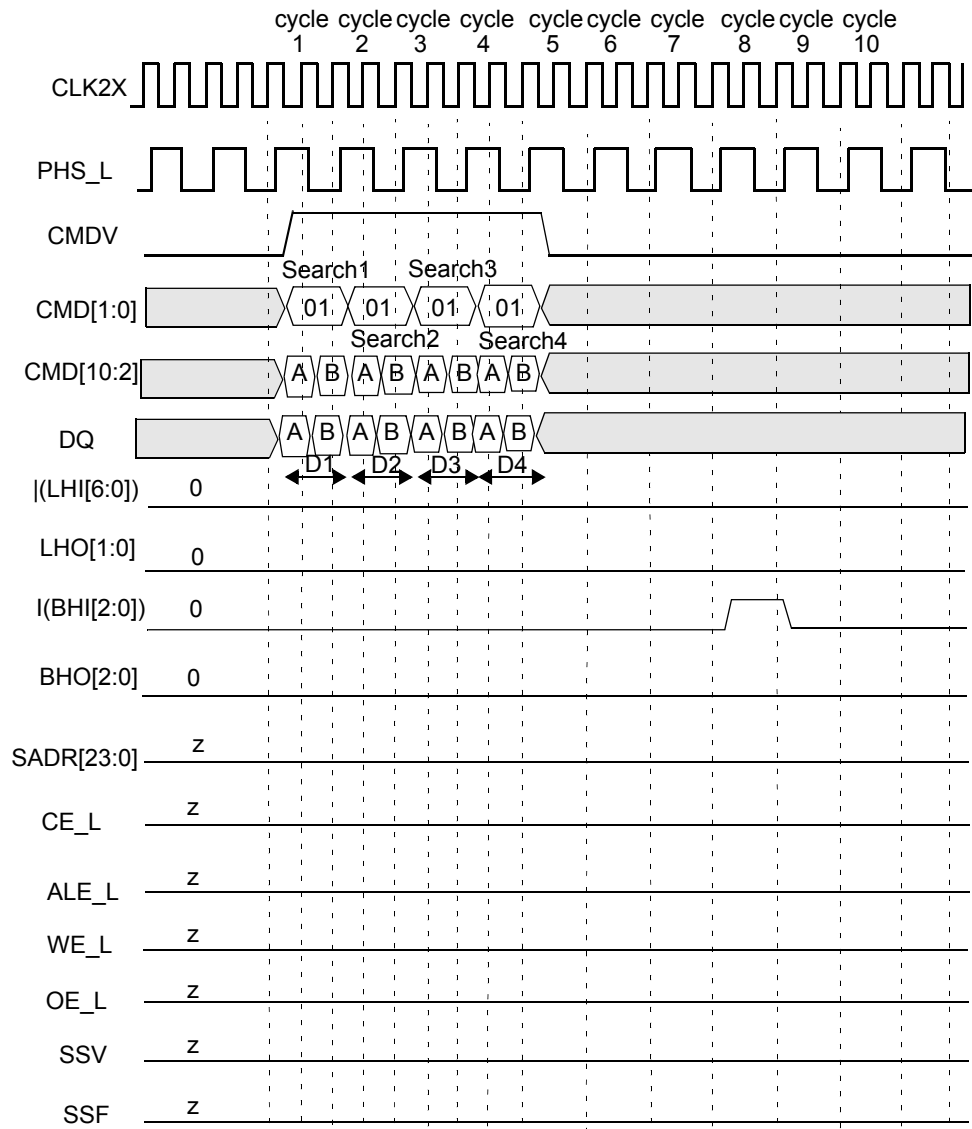 cycle cycle cycle cycle cycle cycle cycle cycle cycle cycle
1 2 3 4 5 6 7 8 9 10
CLK2X
PHS_L
CMDV
Search1 Search3
CMD[1:0] 01 01 01 01
Search2 Search4
CMD[10:2] A B A B A B A B
DQ A B A B A B A B
D1 D2 D3 D4
|(LHI[6:0]) 0
LHO[1:0] 0
I(BHI[2:0]) 0
BHO[2:0] 0
SADR[23:0] z
CE_L z
ALE_L z
WE_L z
OE_L z
SSV z
SSF z